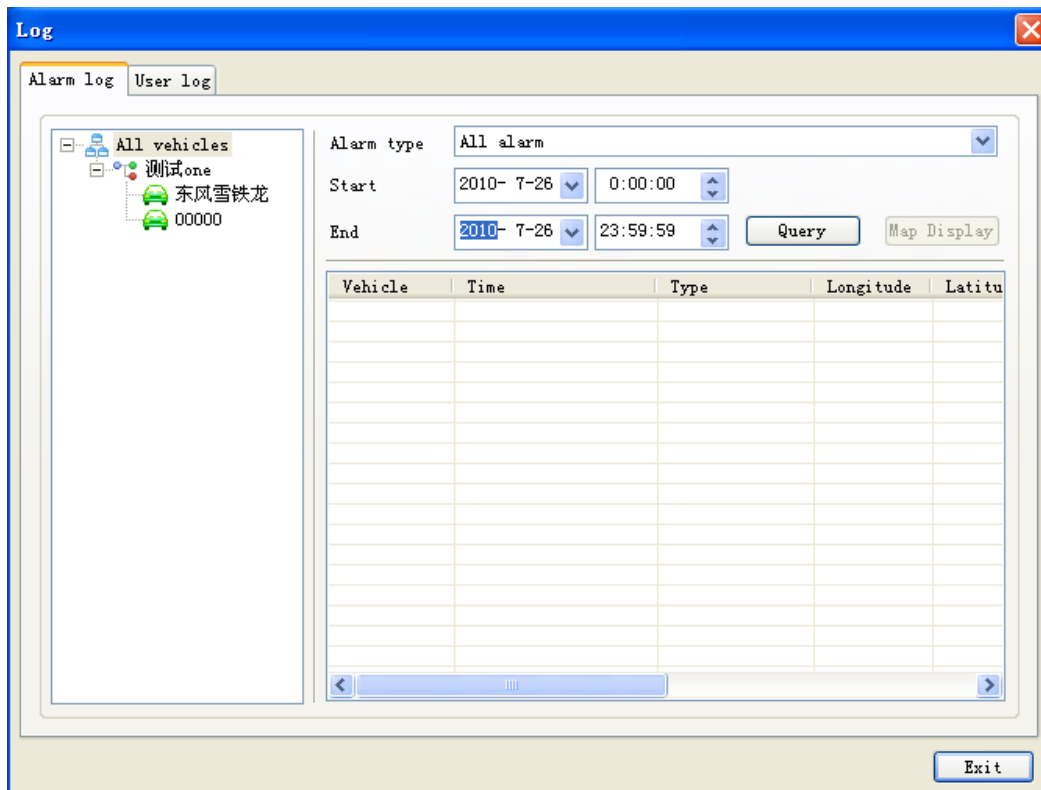 Log
Alarm log User log
All vehicles
测试one
东风雪铁龙
00000
Alarm type All alarm
Start 2010- 7-26 0:00:00
End 2010- 7-26 23:59:59 Query Map Display
Vehicle Time Type Longitude Latitu
Exit